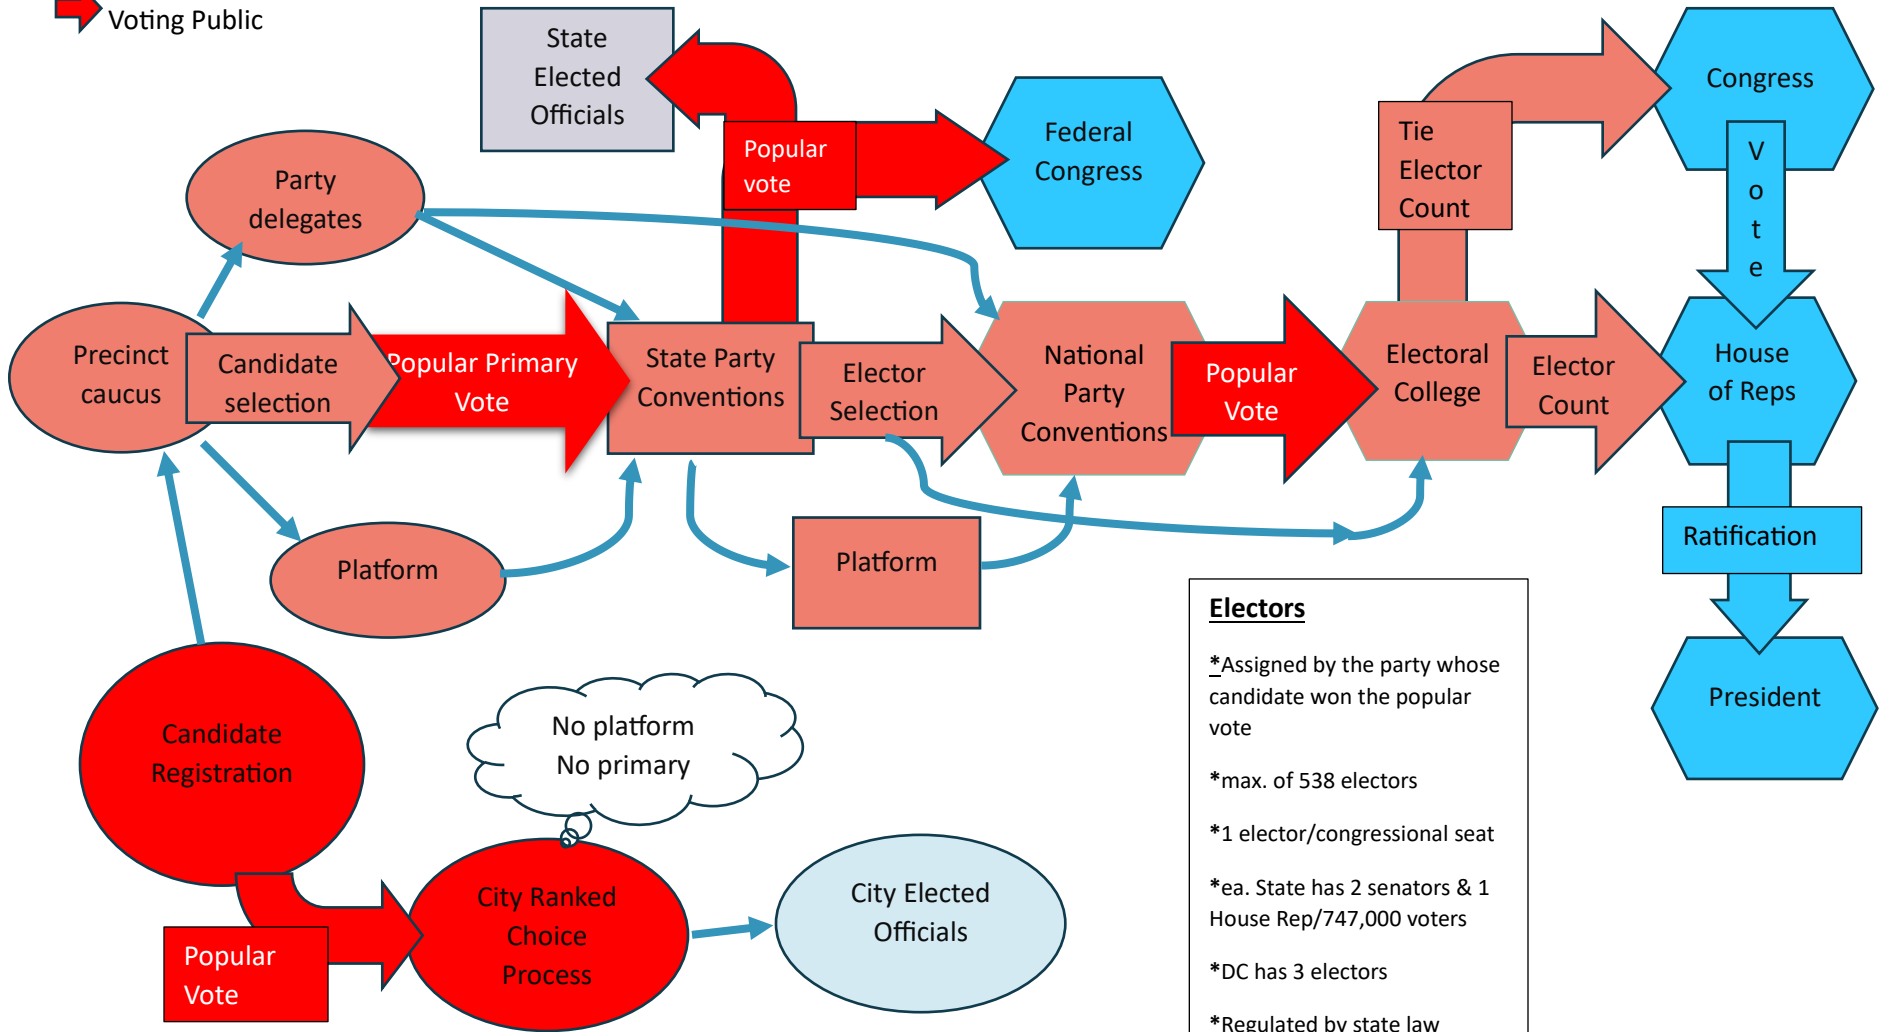 Voting Public
State
Elected
Officials
Popular
vote
Federal
Congress
Tie
Elector
Count
Congress
V
o
t
e
Party
delegates
Precinct
caucus
Candidate
selection
Popular Primary
Vote
State Party
Conventions
Elector
Selection
National
Party
Conventions
Popular
Vote
Electoral
College
Elector
Count
House
of Reps
Platform
Platform
Ratification
President
Candidate
Registration
No platform
No primary
Popular
Vote
City Ranked
Choice
Process
City Elected
Officials
Electors
*Assigned by the party whose
candidate won the popular
vote
*max. of 538 electors
*1 elector/congressional seat
*ea. State has 2 senators & 1
House Rep/747,000 voters
*DC has 3 electors
*Regulated by state law